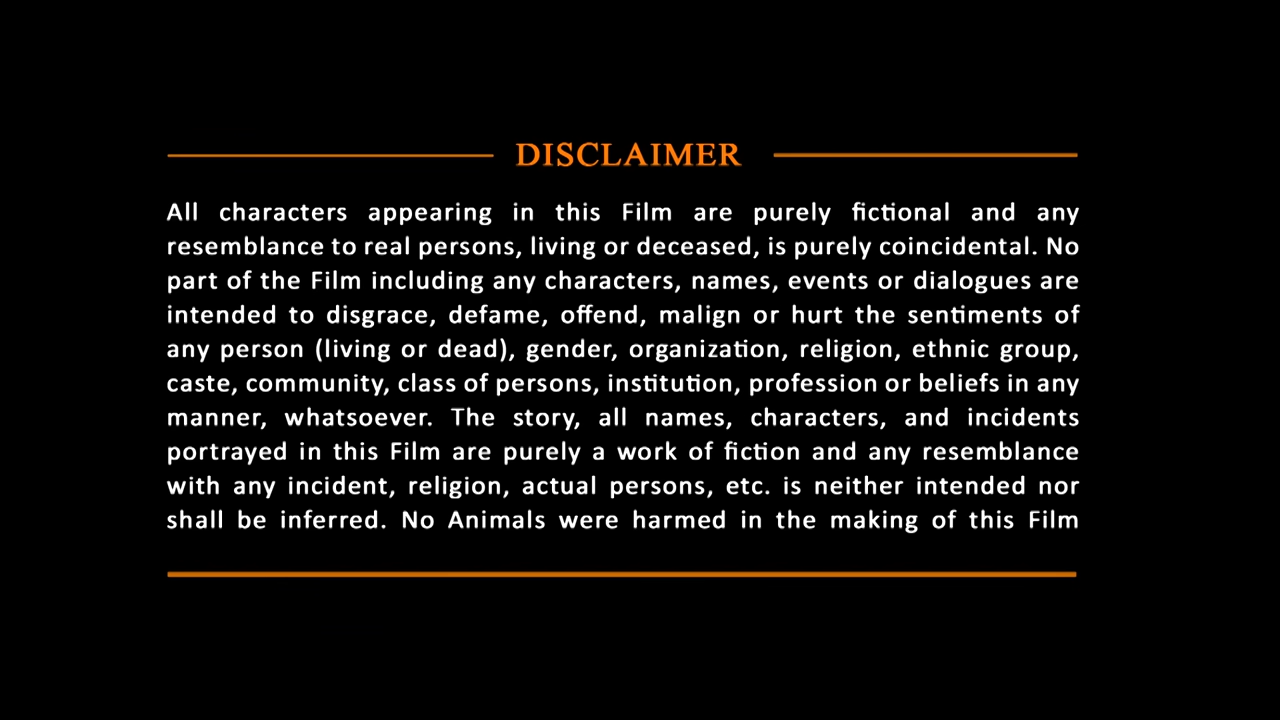 DISCLAIMER
All characters appearing in this Film are purely fictional and any
resemblance to real persons, living or deceased, is purely coincidental. No
part of the Film including any characters, names, events or dialogues are
intended to disgrace, defame, offend, malign or hurt the sentiments of
any person (living or dead), gender, organization, religion, ethnic group,
caste, community, class of persons, institution, profession or beliefs in any
manner, whatsoever. The story, all names, characters, and incidents
portrayed in this Film are purely a work of fiction and any resemblance
with any incident, religion, actual persons, etc. is neither intended nor
shall be inferred. No Animals were harmed in the making of this Film